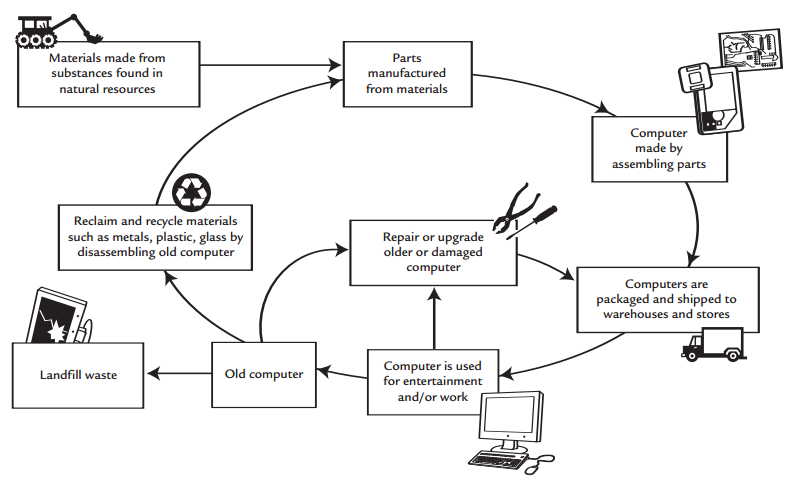 Materials made from
substances found in
natural resources
Parts
manufactured
from materials
Computer
made by
assembling parts
Reclaim and recycle materials
such as metals, plastic, glass by
disassembling old computer
Repair or upgrade
older or damaged
computer
Computers are
packaged and shipped to
warehouses and stores
Landfill waste
Old computer
Computer is used
for entertainment
and/or work